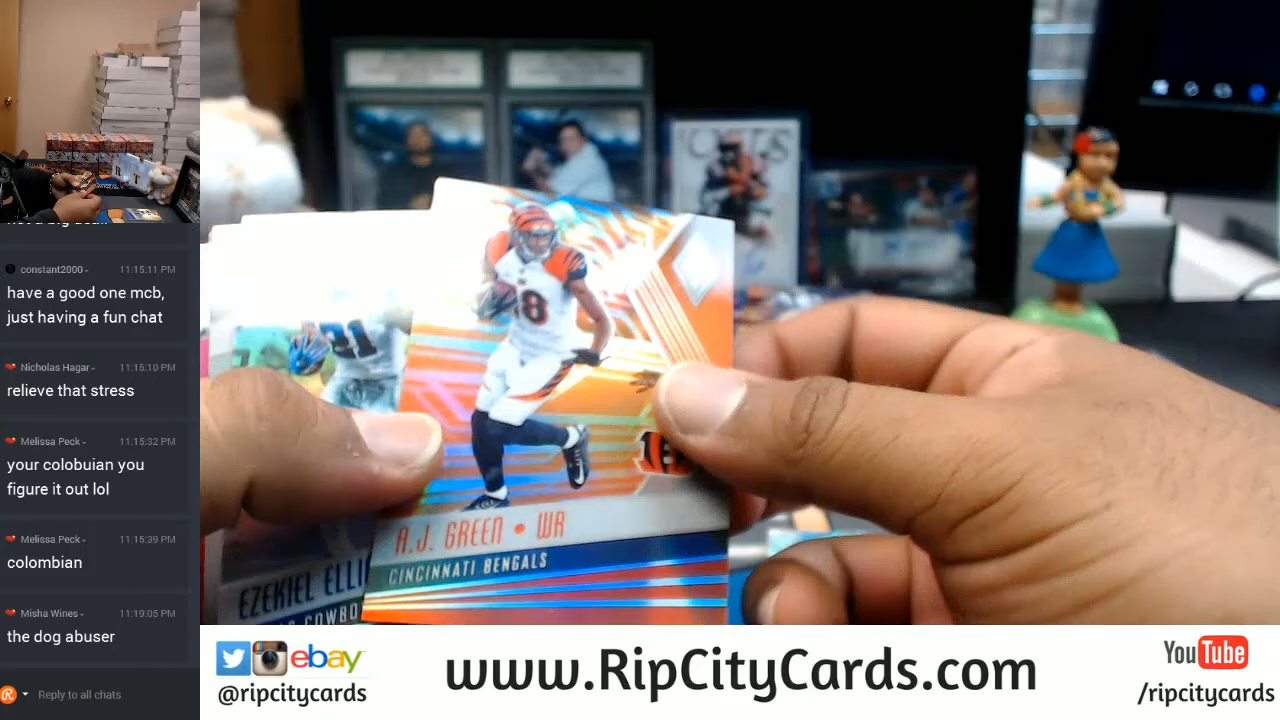 constant2000
11:15:11 PM
have a good one mcb,
just having a fun chat
Nicholas Hagar
11:15:10 PM
relieve that stress
Melissa Peck
11:15:32 PM
your colobuian you
figure it out lol
Melissa Peck
11:15:39 PM
colombian
Misha Wines
11:19:05 PM
the dog abuser
Reply to all chats
21
EZEKIEL ELLI
COWBO
18
A.J. GREEN • WR
CINCINNATI BENGALS
ebay
@ripcitycards
www.RipCityCards.com
YouTube
/ripcitycards